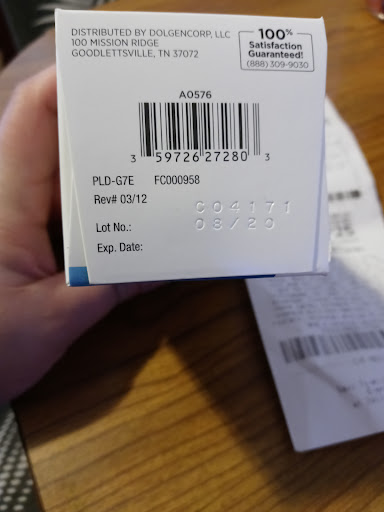 DISTRIBUTED BY DOLGENCORP, LLC
100 MISSION RIDGE
GOODLETTSVILLE, TN 37072
100%
Satisfaction
Guaranteed!
(888) 309-9030
A0576
3 59726 27280 3
PLD-G7E FC000958
Rev# 03/12
Lot No.: C04171
Exp. Date: 08/20